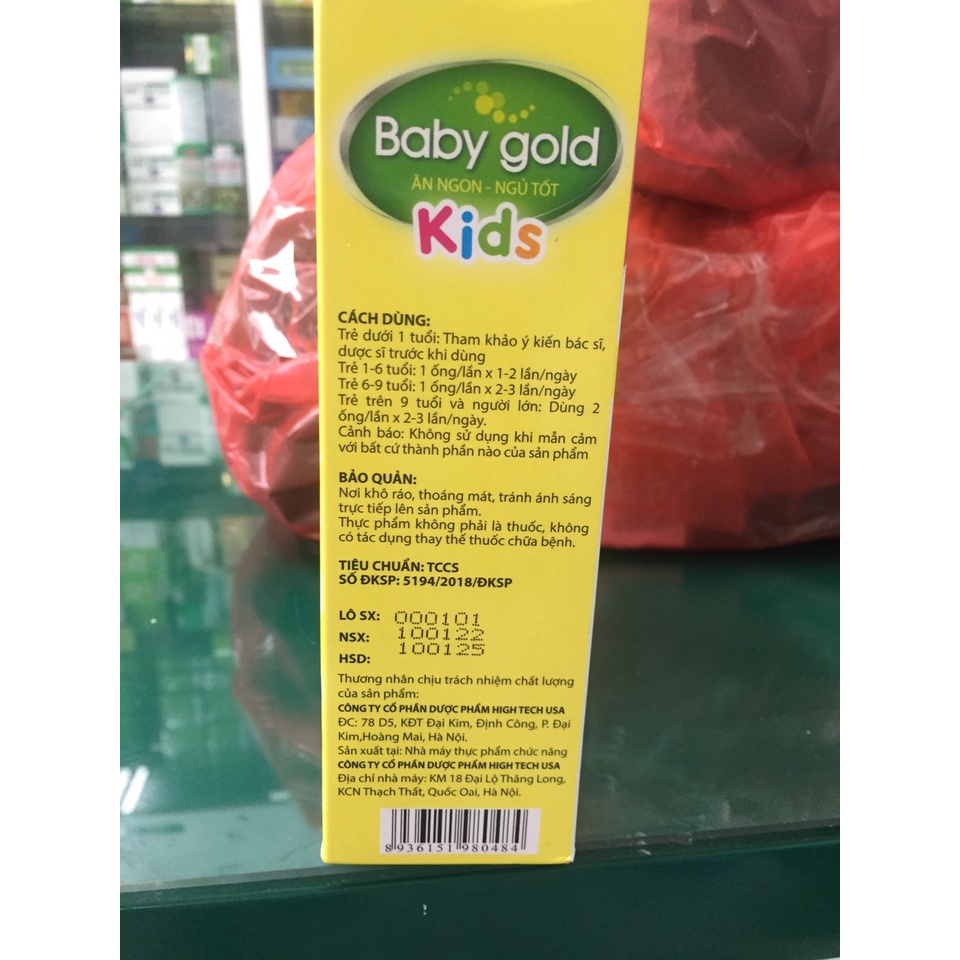 Baby gold
ĂN NGON - NGỦ TỐT
Kids
CÁCH DÙNG:
Trẻ dưới 1 tuổi: Tham khảo ý kiến bác sĩ,
dược sĩ trước khi dùng
Trẻ 1-6 tuổi: 1 ống/lần x 1-2 lần/ngày
Trẻ 6-9 tuổi: 1 ống/lần x 2-3 lần/ngày
Trẻ trên 9 tuổi và người lớn: Dùng 2
ống/lần x 2-3 lần/ngày.
Cảnh báo: Không sử dụng khi mẫn cảm
với bất cứ thành phần nào của sản phẩm
BẢO QUẢN:
Nơi khô ráo, thoáng mát, tránh ánh sáng
trực tiếp lên sản phẩm.
Thực phẩm không phải là thuốc, không
có tác dụng thay thế thuốc chữa bệnh.
TIÊU CHUẨN: TCCS
SỐ ĐKSP: 5194/2018/ĐKSP
LÔ SX: 000101
NSX: 100122
HSD: 100125
Thương nhân chịu trách nhiệm chất lượng
của sản phẩm:
CÔNG TY CỔ PHẦN DƯỢC PHẨM HIGH TECH USA
ĐC: 78 D5, KĐT Đại Kim, Định Công, P. Đại
Kim,Hoàng Mai, Hà Nội.
Sản xuất tại: Nhà máy thực phẩm chức năng
CÔNG TY CỔ PHẦN DƯỢC PHẨM HIGH TECH USA
Địa chỉ nhà máy: KM 18 Đại Lộ Thăng Long,
KCN Thạch Thất, Quốc Oai, Hà Nội.
8 936151 980484